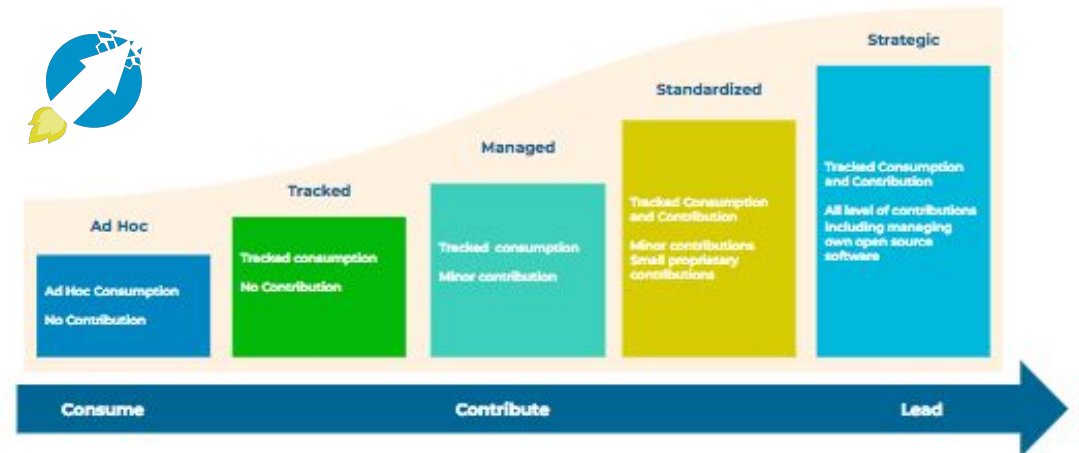 Strategic
Standardized
Managed
Tracked
Ad Hoc
Ad Hoc Consumption
No Contribution
Tracked consumption
No Contribution
Tracked consumption
Minor contribution
Tracked Consumption
and Contribution
Minor contributions
Small proprietary
contributions
Tracked Consumption
and Contribution
All level of contributions
including managing
own open source
software
Consume
Contribute
Lead